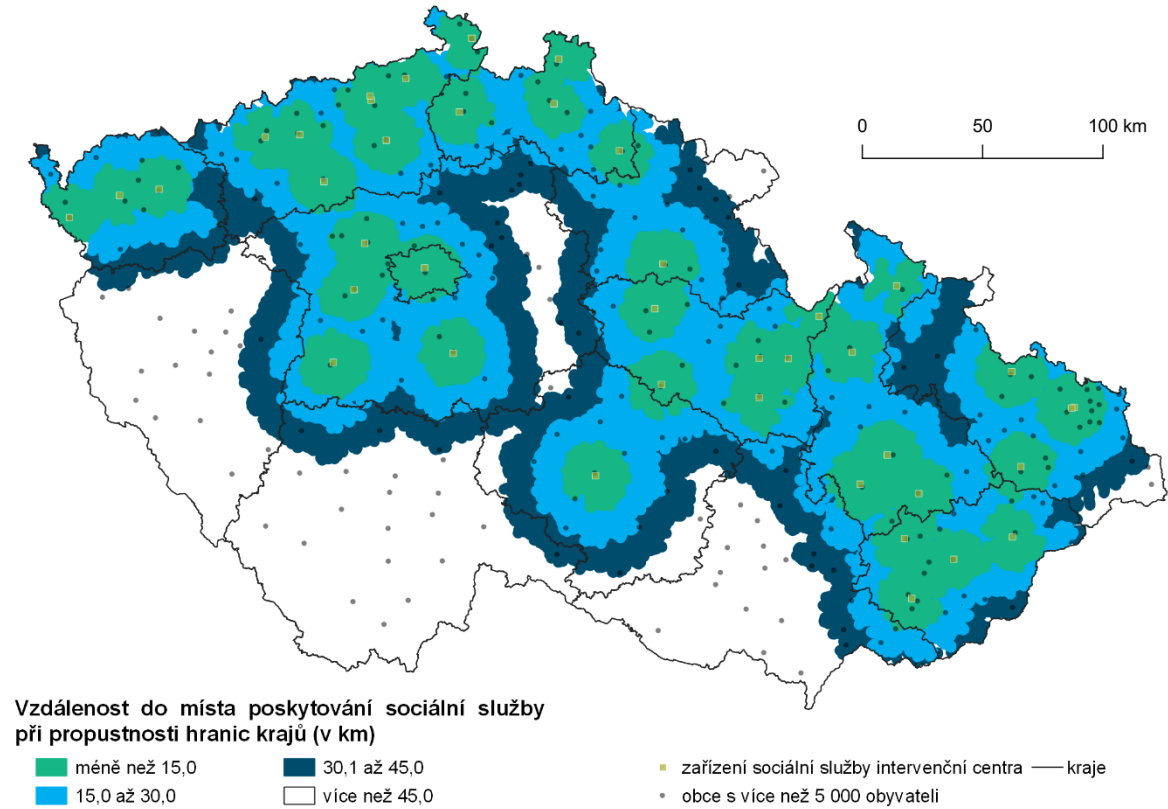 0 50 100 km
Vzdálenost do místa poskytování sociální služby
při propustnosti hranic krajů (v km)
méně než 15,0
30,1 až 45,0
zařízení sociální služby intervenční centra
kraje
15,0 až 30,0
více než 45,0
obce s více než 5 000 obyvateli